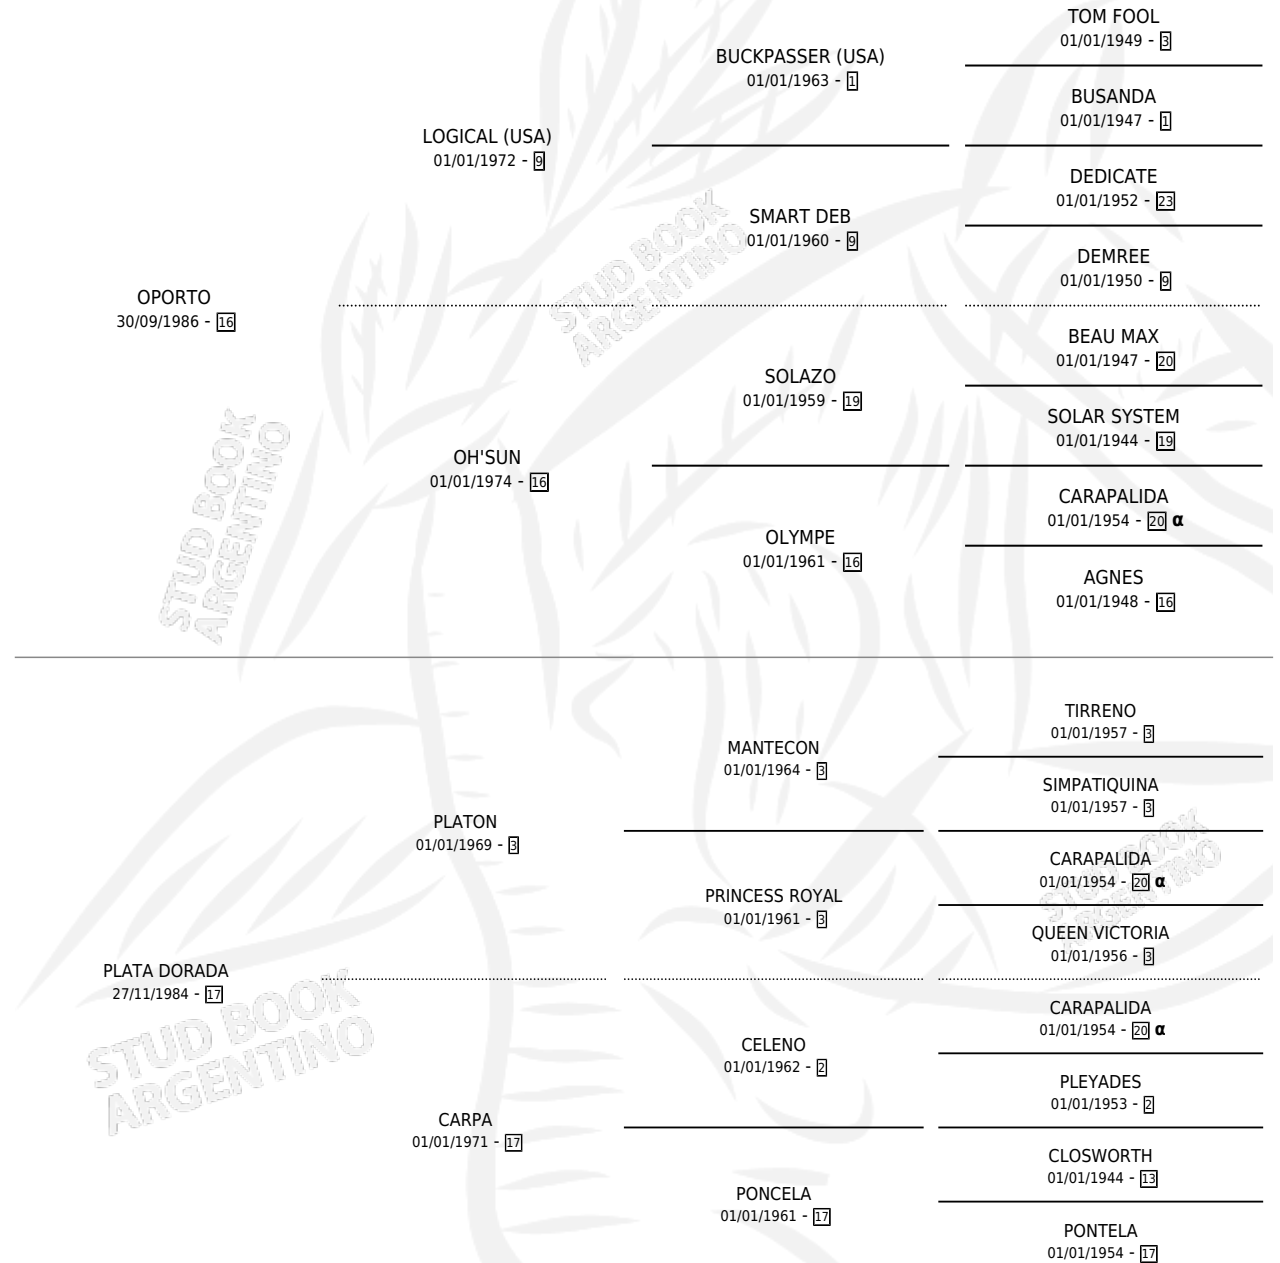 TOM FOOL
01/01/1949 - 3
BUCKPASSER (USA)
01/01/1963 - 1
BUSANDA
01/01/1947 - 1
LOGICAL (USA)
01/01/1972 - 9
DEDICATE
01/01/1952 - 23
SMART DEB
01/01/1960 - 9
DEMREE
01/01/1950 - 9
OPORTO
30/09/1986 - 16
BEAU MAX
01/01/1947 - 20
SOLAZO
01/01/1959 - 19
SOLAR SYSTEM
01/01/1944 - 19
OH'SUN
01/01/1974 - 16
CARAPALIDA
01/01/1954 - 20 α
OLYMPE
01/01/1961 - 16
AGNES
01/01/1948 - 16
STUD BOOK
ARGENTINO
STUD BOOK
ARGENTINO
TIRRENO
01/01/1957 - 3
MANTECON
01/01/1964 - 3
SIMPATIQUINA
01/01/1957 - 3
PLATON
01/01/1969 - 3
CARAPALIDA
01/01/1954 - 20 α
PRINCESS ROYAL
01/01/1961 - 3
QUEEN VICTORIA
01/01/1956 - 3
PLATA DORADA
27/11/1984 - 17
CARAPALIDA
01/01/1954 - 20 α
CELENO
01/01/1962 - 2
PLEYADES
01/01/1953 - 2
CARPA
01/01/1971 - 17
CLOSWORTH
01/01/1944 - 13
PONCELA
01/01/1961 - 17
PONTELA
01/01/1954 - 17
STUD BOOK
ARGENTINO
STUD BOOK
ARGENTINO